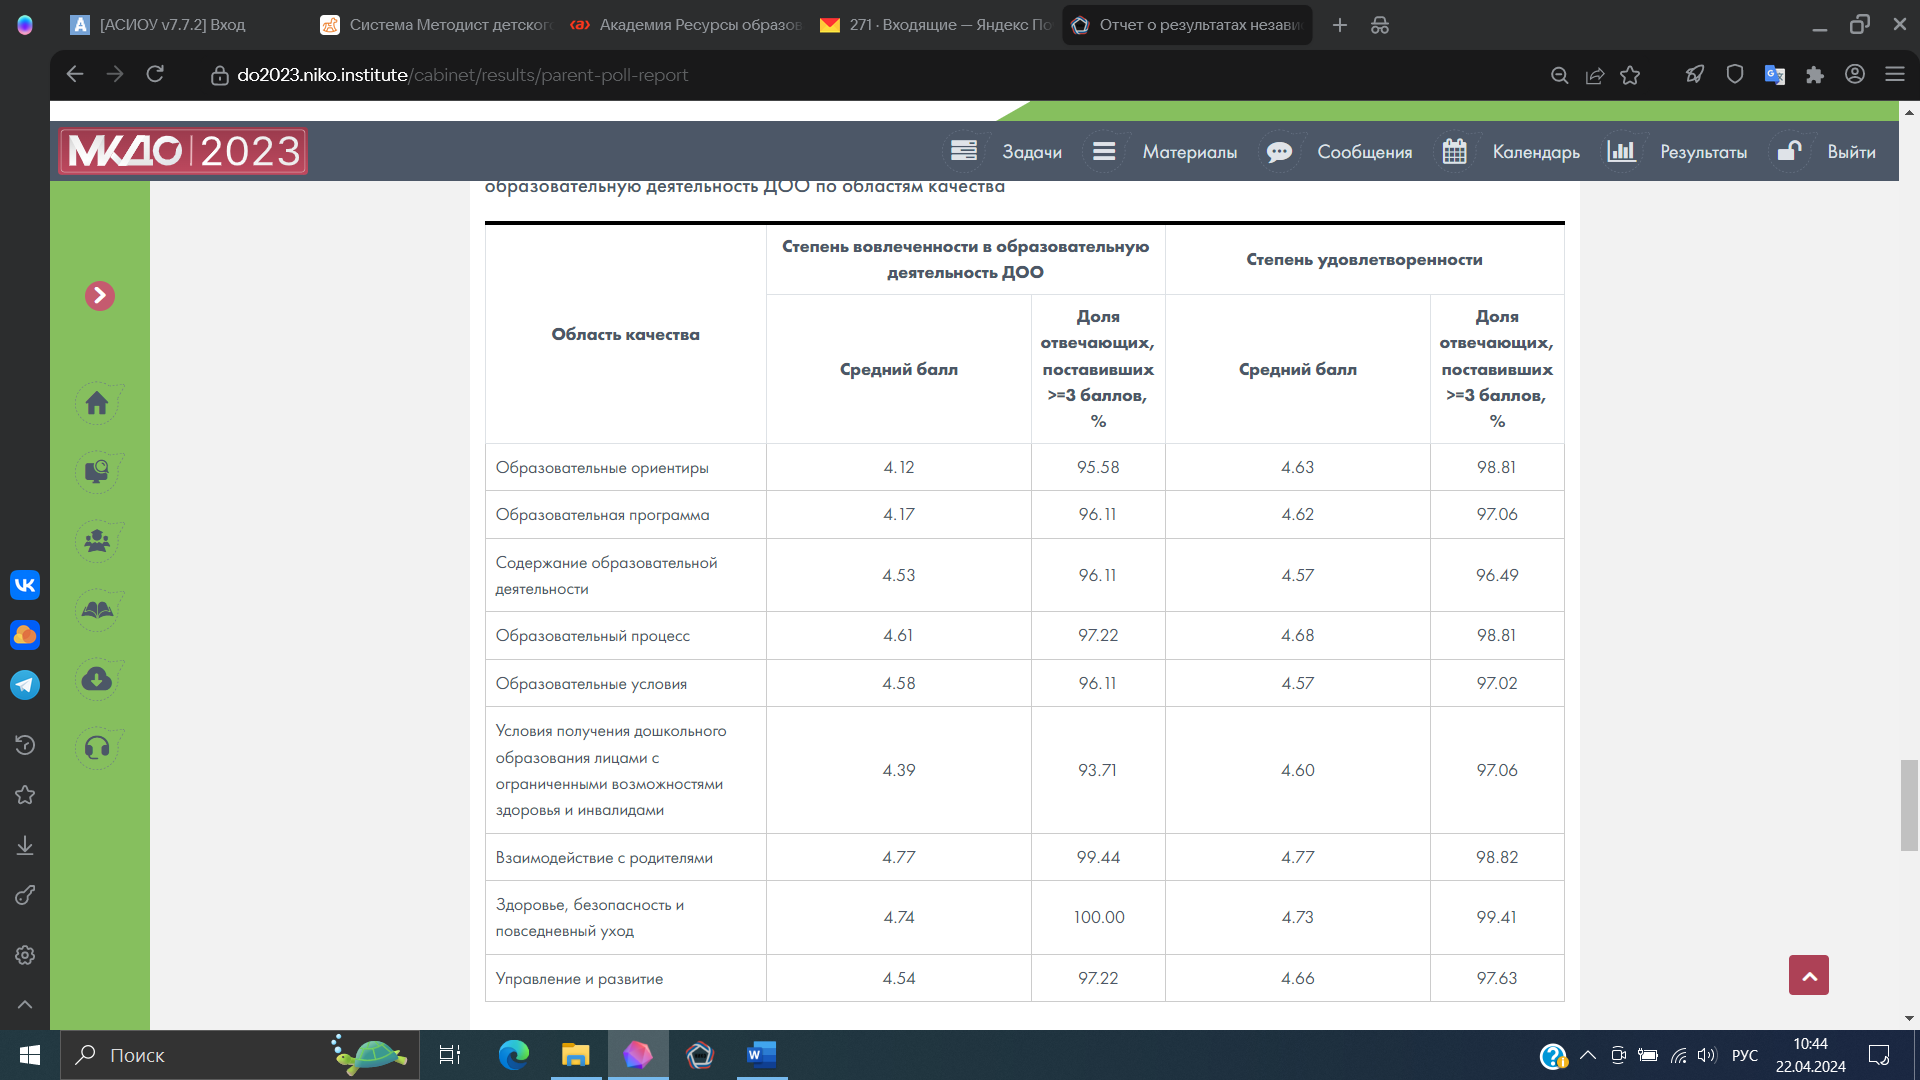 [АСИОУ v7.7.2] Вход
Система Методист детского
Академия Ресурсы образов
271 · Входящие — Яндекс По
Отчет о результатах незави
do2023.niko.institute/cabinet/results/parent-poll-report
МКДО 2023
Задачи
Материалы
Сообщения
Календарь
Результаты
Выйти
образовательную деятельность ДОО по областям качества
Область качества
Степень вовлеченности в образовательную
деятельность ДОО
Степень удовлетворенности
Средний балл
Доля
отвечающих,
поставивших
>=3 баллов,
%
Средний балл
Доля
отвечающих,
поставивших
>=3 баллов,
%
Образовательные ориентиры 4.12 95.58 4.63 98.81
Образовательная программа 4.17 96.11 4.62 97.06
Содержание образовательной
деятельности 4.53 96.11 4.57 96.49
Образовательный процесс 4.61 97.22 4.68 98.81
Образовательные условия 4.58 96.11 4.57 97.02
Условия получения дошкольного
образования лицами с
ограниченными возможностями
здоровья и инвалидами 4.39 93.71 4.60 97.06
Взаимодействие с родителями 4.77 99.44 4.77 98.82
Здоровье, безопасность и
повседневный уход 4.74 100.00 4.73 99.41
Управление и развитие 4.54 97.22 4.66 97.63
Поиск
РУС
10:44
22.04.2024